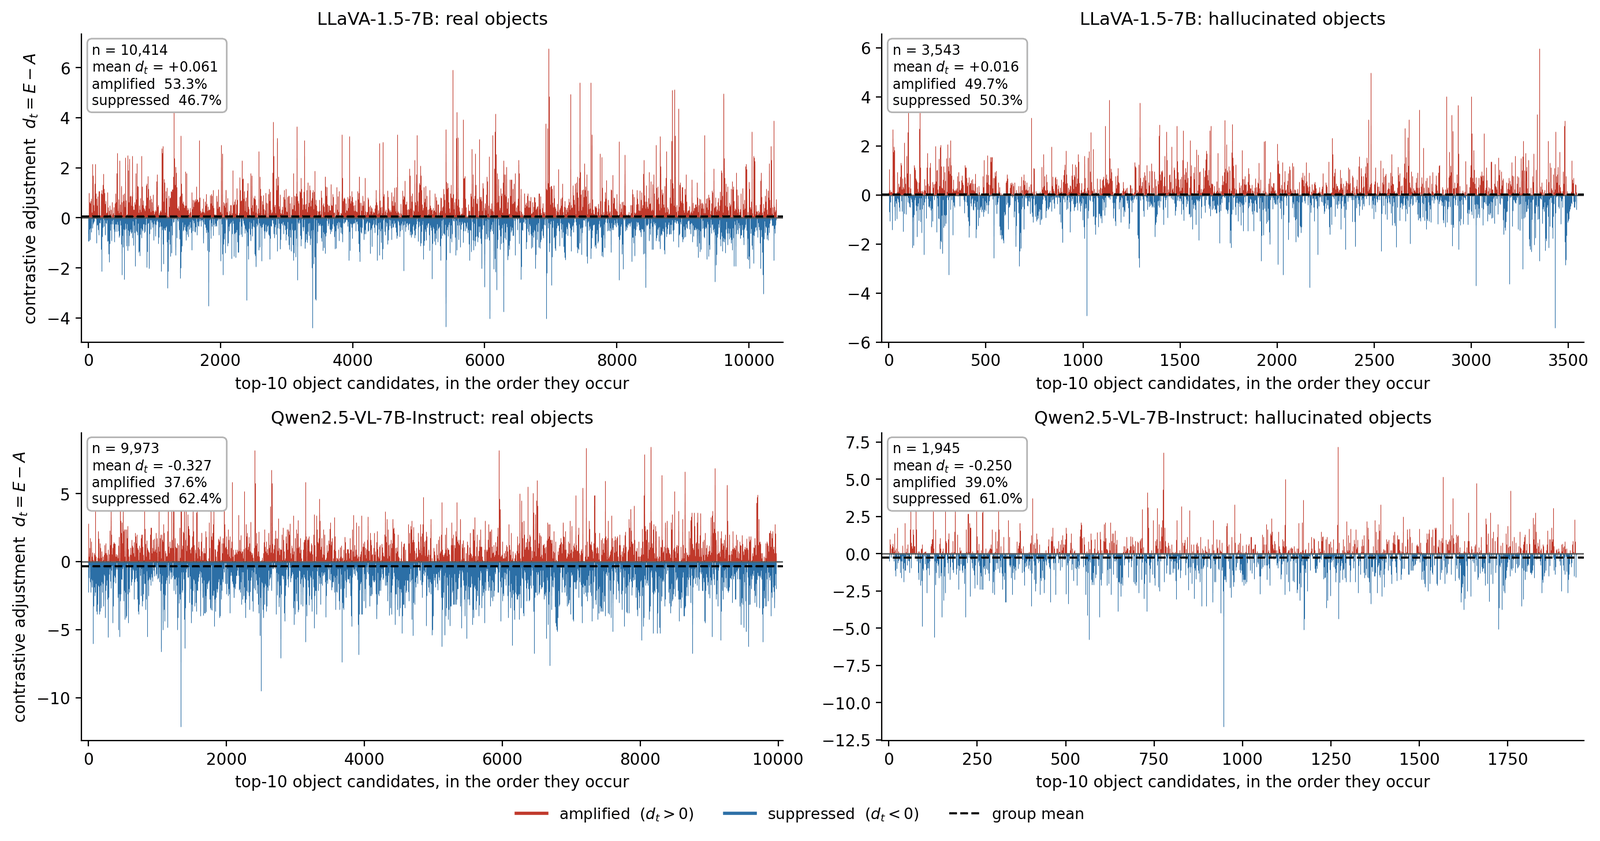 LLaVA-1.5-7B: real objects
n = 10,414
mean d_t = +0.061
amplified 53.3%
suppressed 46.7%
contrastive adjustment d_t = E − A
6
4
2
0
−2
−4
0 2000 4000 6000 8000 10000
top-10 object candidates, in the order they occur
LLaVA-1.5-7B: hallucinated objects
n = 3,543
mean d_t = +0.016
amplified 49.7%
suppressed 50.3%
6
4
2
0
−2
−4
−6
0 500 1000 1500 2000 2500 3000 3500
top-10 object candidates, in the order they occur
Qwen2.5-VL-7B-Instruct: real objects
n = 9,973
mean d_t = -0.327
amplified 37.6%
suppressed 62.4%
contrastive adjustment d_t = E − A
5
0
−5
−10
0 2000 4000 6000 8000 10000
top-10 object candidates, in the order they occur
Qwen2.5-VL-7B-Instruct: hallucinated objects
n = 1,945
mean d_t = -0.250
amplified 39.0%
suppressed 61.0%
7.5
5.0
2.5
0.0
−2.5
−5.0
−7.5
−10.0
−12.5
0 250 500 750 1000 1250 1500 1750
top-10 object candidates, in the order they occur
amplified (d_t > 0) suppressed (d_t < 0) group mean